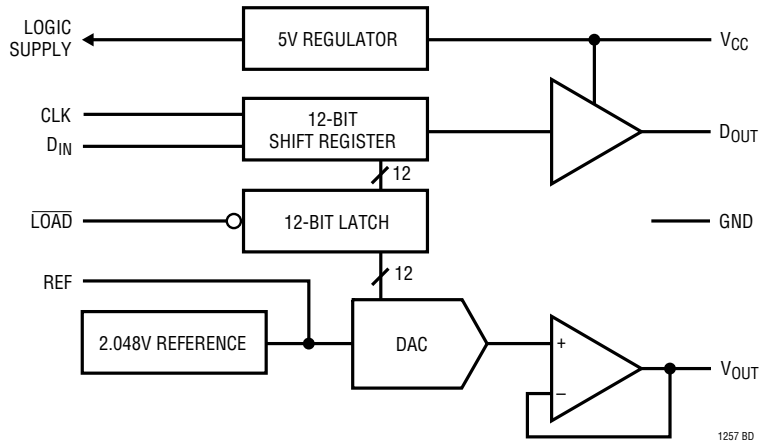 LOGIC
SUPPLY
5V REGULATOR
VCC
CLK
DIN
12-BIT
SHIFT REGISTER
DOUT
12
LOAD
12-BIT LATCH
GND
12
REF
2.048V REFERENCE
DAC
+
–
VOUT
1257 BD